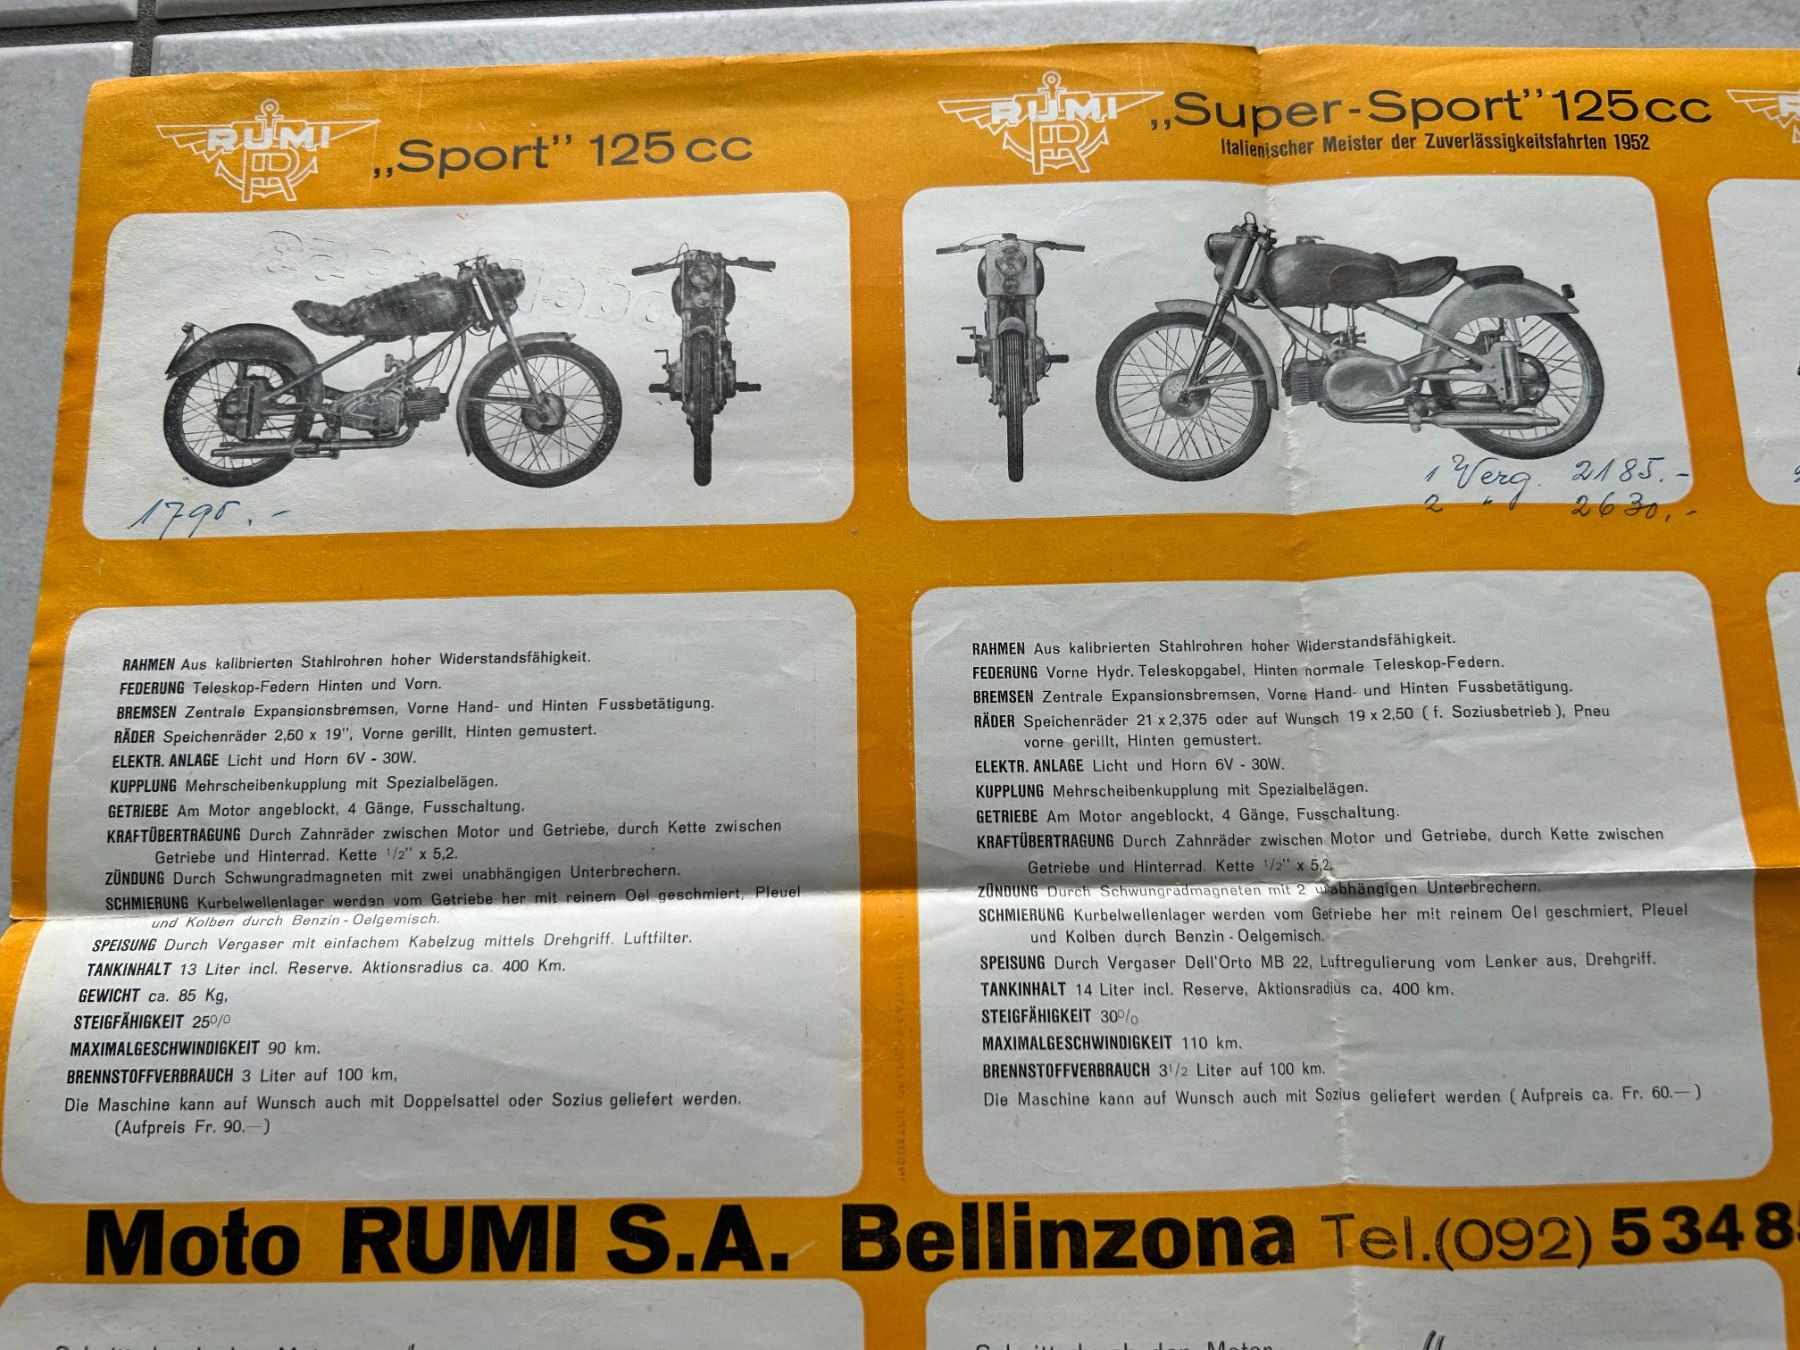 RUMI
„Sport” 125 cc
1795.-
RAHMEN Aus kalibrierten Stahlrohren hoher Widerstandsfähigkeit.
FEDERUNG Teleskop-Federn Hinten und Vorn.
BREMSEN Zentrale Expansionsbremsen, Vorne Hand- und Hinten Fussbetätigung.
RÄDER Speichenräder 2,50 x 19”, Vorne gerillt, Hinten gemustert.
ELEKTR. ANLAGE Licht und Horn 6V - 30W.
KUPPLUNG Mehrscheibenkupplung mit Spezialbelägen.
GETRIEBE Am Motor angeblockt, 4 Gänge, Fusschaltung.
KRAFTÜBERTRAGUNG Durch Zahnräder zwischen Motor und Getriebe, durch Kette zwischen
Getriebe und Hinterrad. Kette 1/2” x 5,2.
ZÜNDUNG Durch Schwungradmagneten mit zwei unabhängigen Unterbrechern.
SCHMIERUNG Kurbelwellenlager werden vom Getriebe her mit reinem Oel geschmiert, Pleuel
und Kolben durch Benzin - Oelgemisch.
SPEISUNG Durch Vergaser mit einfachem Kabelzug mittels Drehgriff. Luftfilter.
TANKINHALT 13 Liter incl. Reserve. Aktionsradius ca. 400 Km.
GEWICHT ca. 85 Kg,
STEIGFÄHIGKEIT 25%
MAXIMALGESCHWINDIGKEIT 90 km.
BRENNSTOFFVERBRAUCH 3 Liter auf 100 km,
Die Maschine kann auf Wunsch auch mit Doppelsattel oder Sozius geliefert werden.
(Aufpreis Fr. 90.—)
RUMI
„Super-Sport” 125cc
Italienischer Meister der Zuverlässigkeitsfahrten 1952
1 Verg. 2185.-
2 " 2630.-
RAHMEN Aus kalibrierten Stahlrohren hoher Widerstandsfähigkeit.
FEDERUNG Vorne Hydr. Teleskopgabel, Hinten normale Teleskop-Federn.
BREMSEN Zentrale Expansionsbremsen, Vorne Hand- und Hinten Fussbetätigung.
RÄDER Speichenräder 21 x 2,375 oder auf Wunsch 19 x 2,50 ( f. Soziusbetrieb ), Pneu
vorne gerillt, Hinten gemustert.
ELEKTR. ANLAGE Licht und Horn 6V - 30W.
KUPPLUNG Mehrscheibenkupplung mit Spezialbelägen.
GETRIEBE Am Motor angeblockt, 4 Gänge, Fusschaltung.
KRAFTÜBERTRAGUNG Durch Zahnräder zwischen Motor und Getriebe, durch Kette zwischen
Getriebe und Hinterrad. Kette 1/2” x 5,2.
ZÜNDUNG Durch Schwungradmagneten mit 2 unabhängigen Unterbrechern.
SCHMIERUNG Kurbelwellenlager werden vom Getriebe her mit reinem Oel geschmiert, Pleuel
und Kolben durch Benzin - Oelgemisch.
SPEISUNG Durch Vergaser Dell'Orto MB 22, Luftregulierung vom Lenker aus, Drehgriff.
TANKINHALT 14 Liter incl. Reserve, Aktionsradius ca. 400 km.
STEIGFÄHIGKEIT 30%
MAXIMALGESCHWINDIGKEIT 110 km.
BRENNSTOFFVERBRAUCH 3 1/2 Liter auf 100 km.
Die Maschine kann auf Wunsch auch mit Sozius geliefert werden ( Aufpreis ca. Fr. 60.— )
Moto RUMI S.A. Bellinzona Tel.(092) 5 34 85